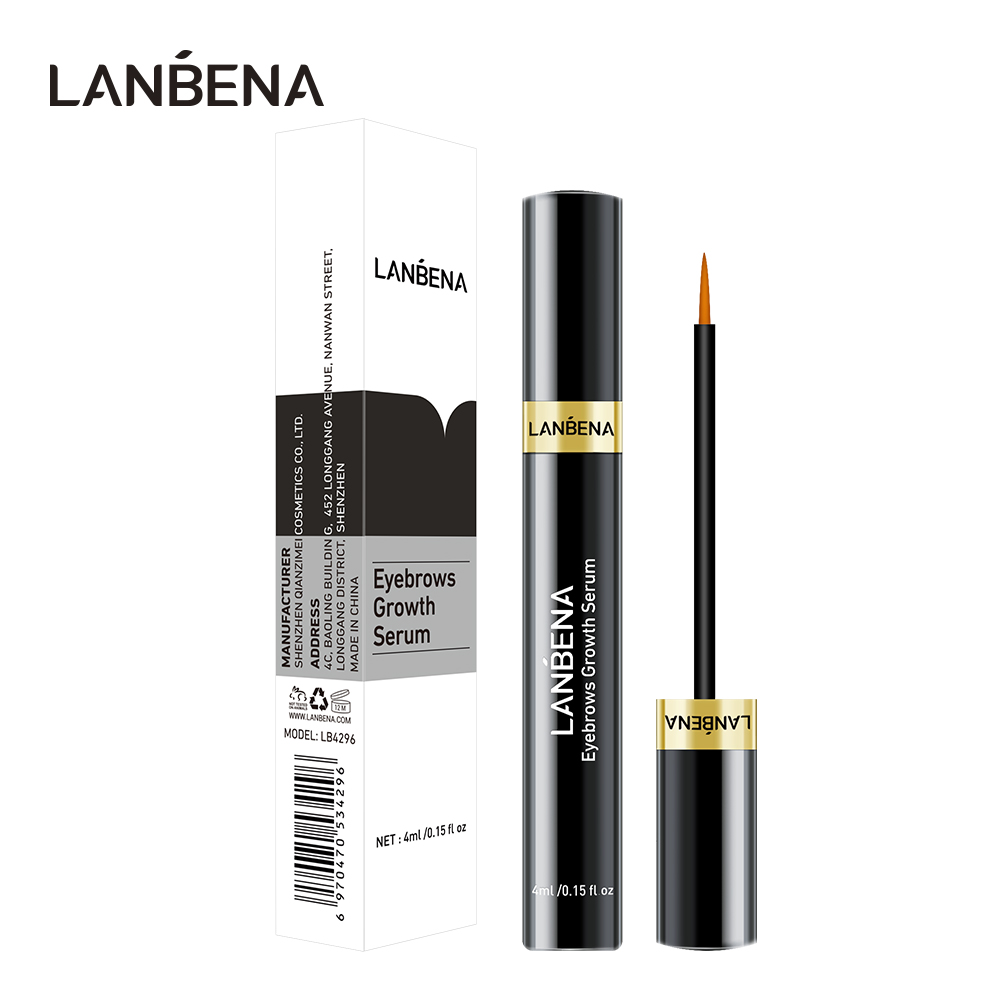 LANBENA
LANBENA
Eyebrows
Growth
Serum
NET : 4ml /0.15 fl oz
MANUFACTURER
SHENZHEN QIANZIMEI COSMETICS CO., LTD.
ADDRESS
4C, BAOLING BUILDING, 452 LONGGANG AVENUE, NANWAN STREET,
LONGGANG DISTRICT, SHENZHEN
MADE IN CHINA
NOT TESTED
ON ANIMALS
12 M
WWW.LANBENA.COM
MODEL: LB4296
6 970470 534296
LANBENA
LANBENA
Eyebrows Growth Serum
4ml /0.15 fl oz
LANBENA